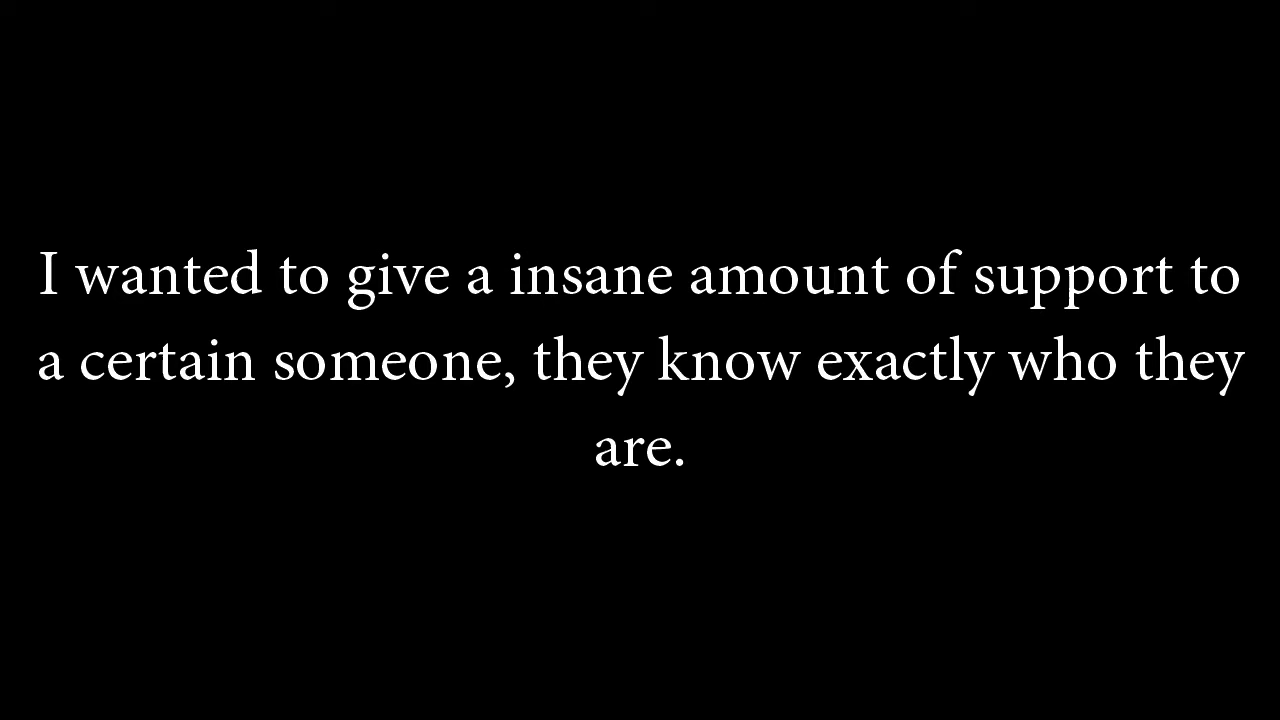 I wanted to give a insane amount of support to
a certain someone, they know exactly who they
are.